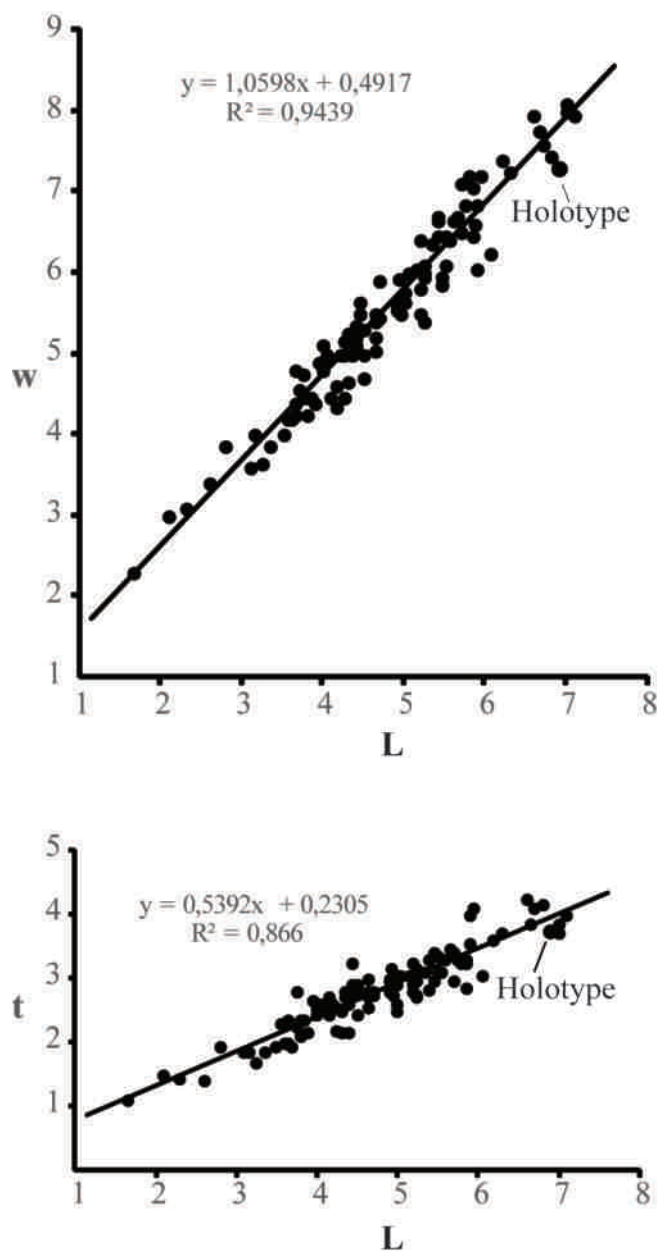 9
y = 1,0598x + 0,4917
R² = 0,9439
8
7
Holotype
6
5
w
4
3
2
1
1 2 3 4 5 6 7 8
L
5
y = 0,5392x + 0,2305
R² = 0,866
4
Holotype
3
t
2
1
1 2 3 4 5 6 7 8
L